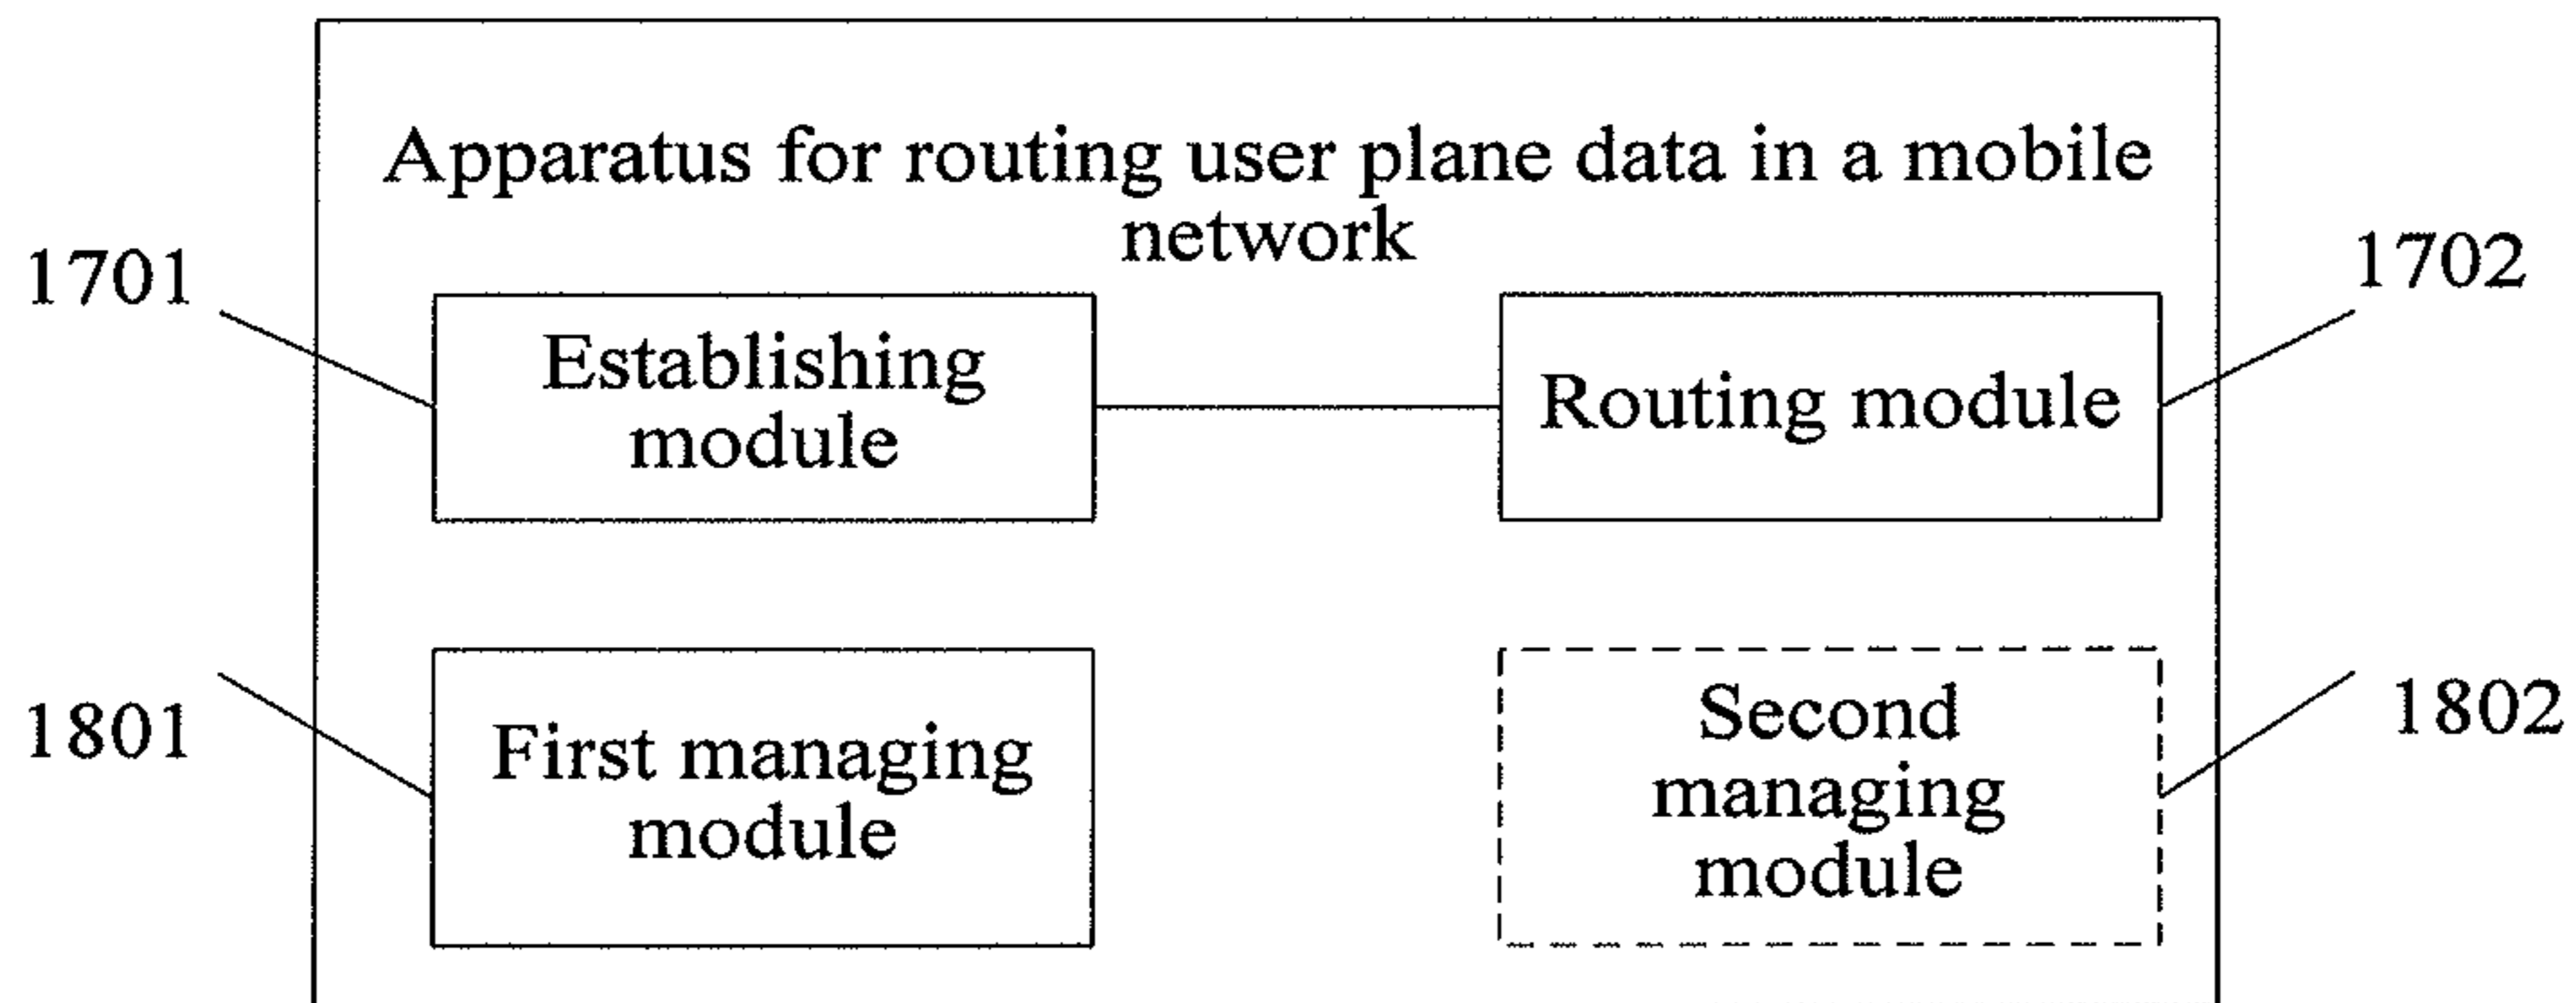 Apparatus for routing user plane data in a mobile
network
1701
1702
Establishing
module
Routing module
1801
1802
First managing
module
Second
managing
module